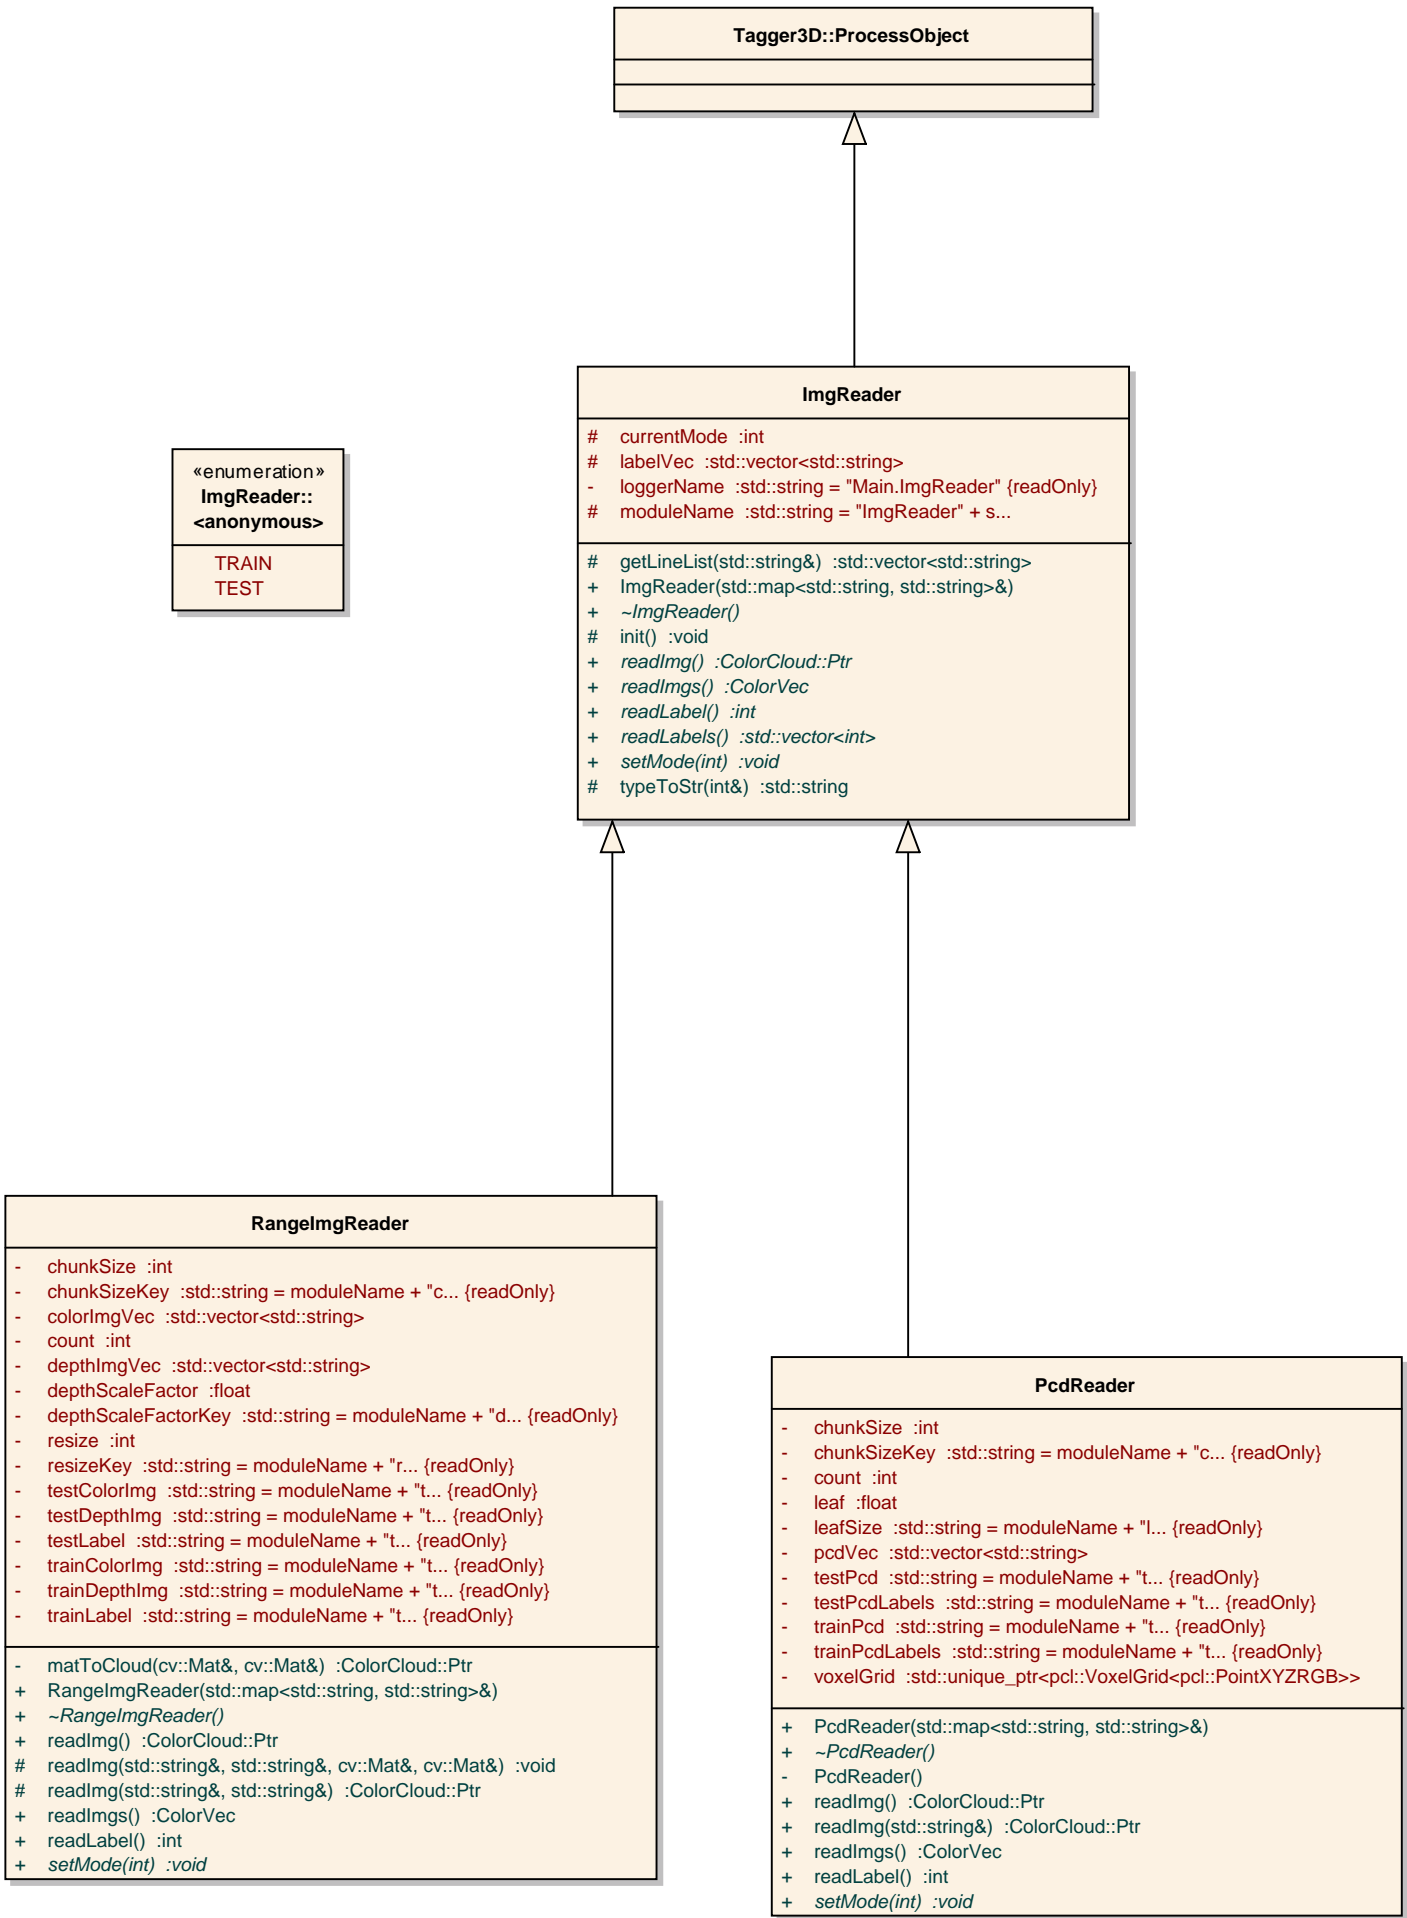 Tagger3D::ProcessObject
ImgReader
# currentMode :int
# labelVec :std::vector<std::string>
- loggerName :std::string = "Main.ImgReader" {readOnly}
# moduleName :std::string = "ImgReader" + s...
# getLineList(std::string&) :std::vector<std::string>
+ ImgReader(std::map<std::string, std::string>&)
+ ~ImgReader()
# init() :void
+ readImg() :ColorCloud::Ptr
+ readImgs() :ColorVec
+ readLabel() :int
+ readLabels() :std::vector<int>
+ setMode(int) :void
# typeToStr(int&) :std::string
«enumeration»
ImgReader::
<anonymous>
TRAIN
TEST
RangeImgReader
- chunkSize :int
- chunkSizeKey :std::string = moduleName + "c... {readOnly}
- colorImgVec :std::vector<std::string>
- count :int
- depthImgVec :std::vector<std::string>
- depthScaleFactor :float
- depthScaleFactorKey :std::string = moduleName + "d... {readOnly}
- resize :int
- resizeKey :std::string = moduleName + "r... {readOnly}
- testColorImg :std::string = moduleName + "t... {readOnly}
- testDepthImg :std::string = moduleName + "t... {readOnly}
- testLabel :std::string = moduleName + "t... {readOnly}
- trainColorImg :std::string = moduleName + "t... {readOnly}
- trainDepthImg :std::string = moduleName + "t... {readOnly}
- trainLabel :std::string = moduleName + "t... {readOnly}
- matToCloud(cv::Mat&, cv::Mat&) :ColorCloud::Ptr
+ RangeImgReader(std::map<std::string, std::string>&)
+ ~RangeImgReader()
+ readImg() :ColorCloud::Ptr
# readImg(std::string&, std::string&, cv::Mat&, cv::Mat&) :void
# readImg(std::string&, std::string&) :ColorCloud::Ptr
+ readImgs() :ColorVec
+ readLabel() :int
+ setMode(int) :void
PcdReader
- chunkSize :int
- chunkSizeKey :std::string = moduleName + "c... {readOnly}
- count :int
- leaf :float
- leafSize :std::string = moduleName + "l... {readOnly}
- pcdVec :std::vector<std::string>
- testPcd :std::string = moduleName + "t... {readOnly}
- testPcdLabels :std::string = moduleName + "t... {readOnly}
- trainPcd :std::string = moduleName + "t... {readOnly}
- trainPcdLabels :std::string = moduleName + "t... {readOnly}
- voxelGrid :std::unique_ptr<pcl::VoxelGrid<pcl::PointXYZRGB>>
+ PcdReader(std::map<std::string, std::string>&)
+ ~PcdReader()
- PcdReader()
+ readImg() :ColorCloud::Ptr
+ readImg(std::string&) :ColorCloud::Ptr
+ readImgs() :ColorVec
+ readLabel() :int
+ setMode(int) :void